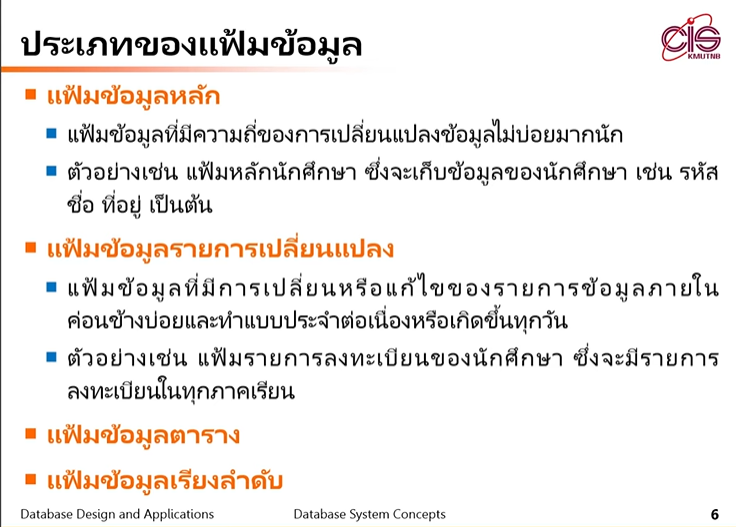 ประเภทของแฟ้มข้อมูล
CIS
KMUTNB
แฟ้มข้อมูลหลัก
แฟ้มข้อมูลที่มีความถี่ของการเปลี่ยนแปลงข้อมูลไม่บ่อยมากนัก
ตัวอย่างเช่น แฟ้มหลักนักศึกษา ซึ่งจะเก็บข้อมูลของนักศึกษา เช่น รหัส
ชื่อ ที่อยู่ เป็นต้น
แฟ้มข้อมูลรายการเปลี่ยนแปลง
แฟ้มข้อมูลที่มีการเปลี่ยนหรือแก้ไขของรายการข้อมูลภายใน
ค่อนข้างบ่อยและทำแบบประจำต่อเนื่องหรือเกิดขึ้นทุกวัน
ตัวอย่างเช่น แฟ้มรายการลงทะเบียนของนักศึกษา ซึ่งจะมีรายการ
ลงทะเบียนในทุกภาคเรียน
แฟ้มข้อมูลตาราง
แฟ้มข้อมูลเรียงลำดับ
Database Design and Applications
Database System Concepts
6